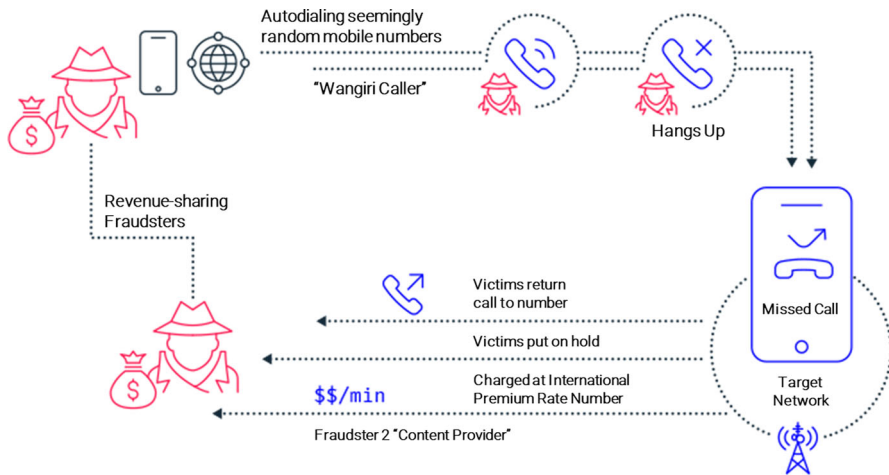 Autodialing seemingly
random mobile numbers
“Wangiri Caller”
Hangs Up
Revenue-sharing
Fraudsters
Missed Call
Target
Network
Victims return
call to number
Victims put on hold
$$/min
Charged at International
Premium Rate Number
Fraudster 2 “Content Provider”
$
$